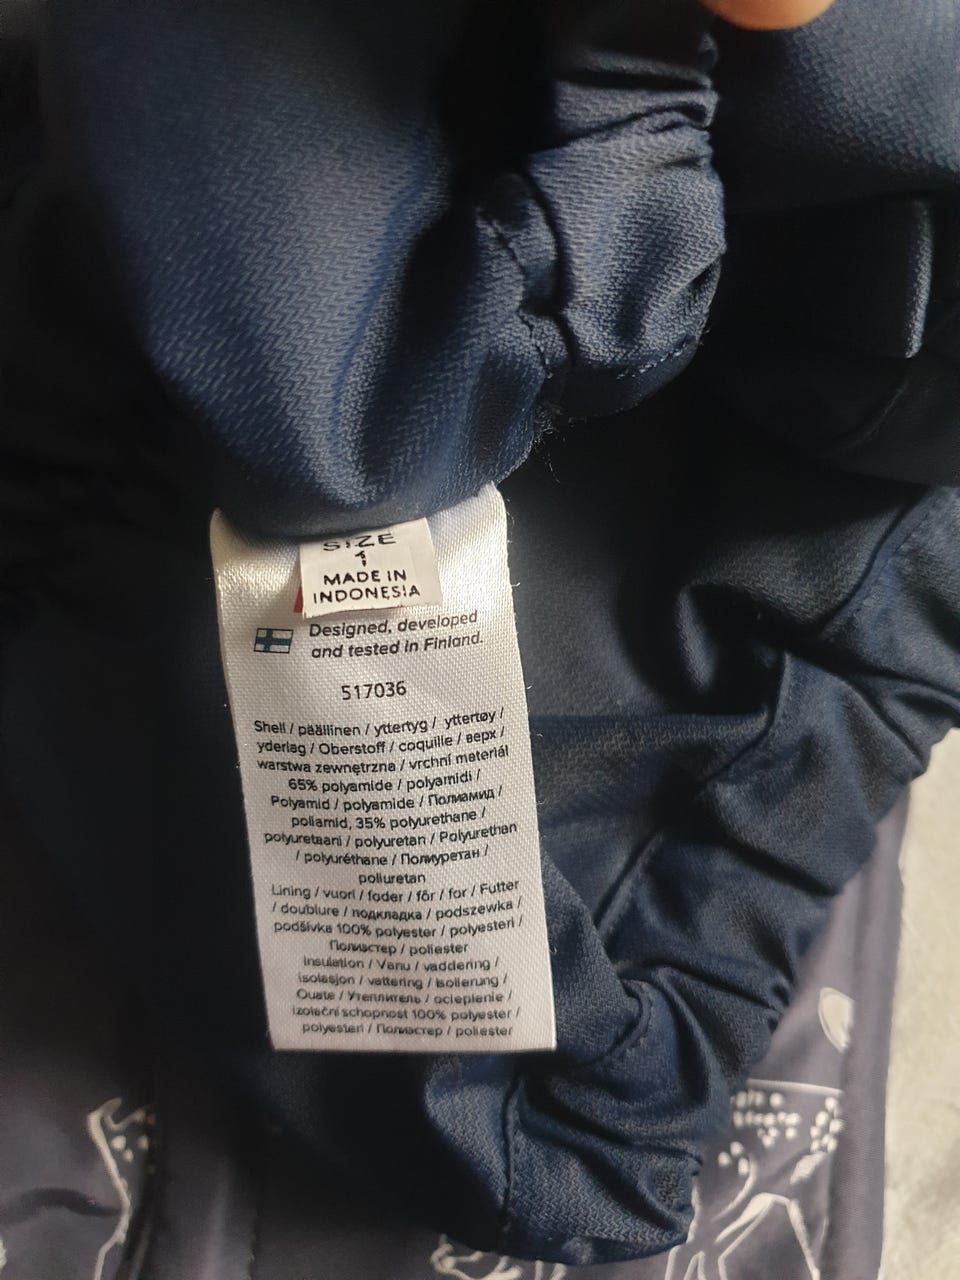 SIZE
1
MADE IN
INDONESIA
Designed, developed
and tested in Finland.
517036
Shell / päällinen / yttertyg / yttertøy /
yderlag / Oberstoff / coquille / верх /
warstwa zewnętrzna / vrchní materiál
65% polyamide / polyamidi /
Polyamid / polyamide / Полиамид /
poliamid, 35% polyurethane /
polyuretaani / polyuretan / Polyurethan
/ polyuréthane / Полиуретан /
poliuretan
Lining / vuori / foder / fôr / for / Futter
/ doublure / подкладка / podszewka /
podšívka 100% polyester / polyesteri /
Полиэстер / poliester
Insulation / Vanu / vaddering /
isolasjon / vattering / Isolierung /
Ouate / Утеплитель / ocieplenie /
izolační schopnost 100% polyester /
polyesteri / Полиэстер / poliester